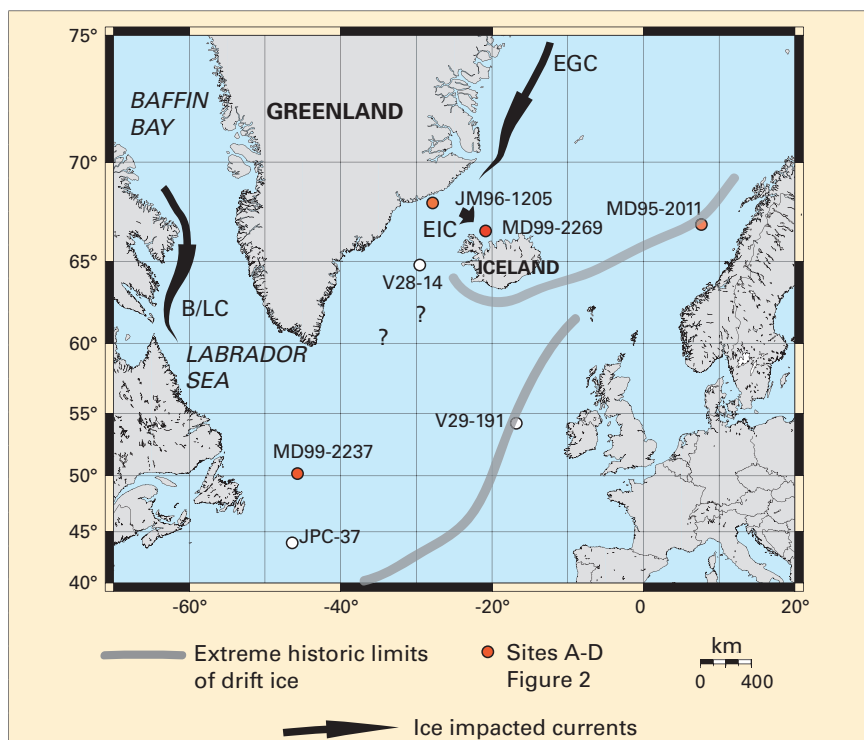 75°
70°
65°
60°
55°
50°
45°
40°
-60°
-40°
-20°
0
20°
BAFFIN
BAY
GREENLAND
EGC
JM96-1205
EIC
MD99-2269
MD95-2011
ICELAND
V28-14
B/LC
?
?
LABRADOR
SEA
V29-191
MD99-2237
JPC-37
Extreme historic limits
of drift ice
Sites A-D
Figure 2
km
0 400
Ice impacted currents